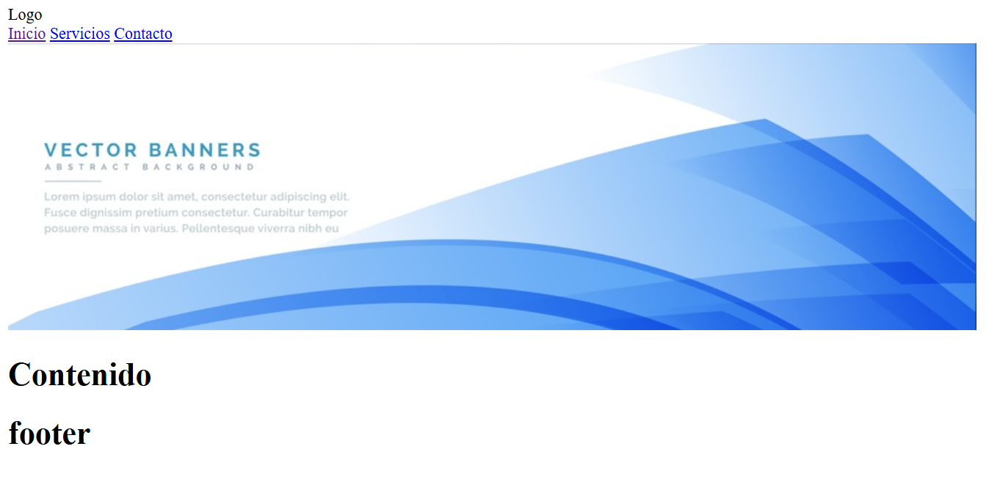 Logo
Inicio Servicios Contacto
VECTOR BANNERS
ABSTRACT BACKGROUND
Lorem ipsum dolor sit amet, consectetur adipiscing elit.
Fusce dignissim pretium consectetur. Curabitur tempor
posuere massa in varius. Pellentesque viverra nibh eu
Contenido
footer